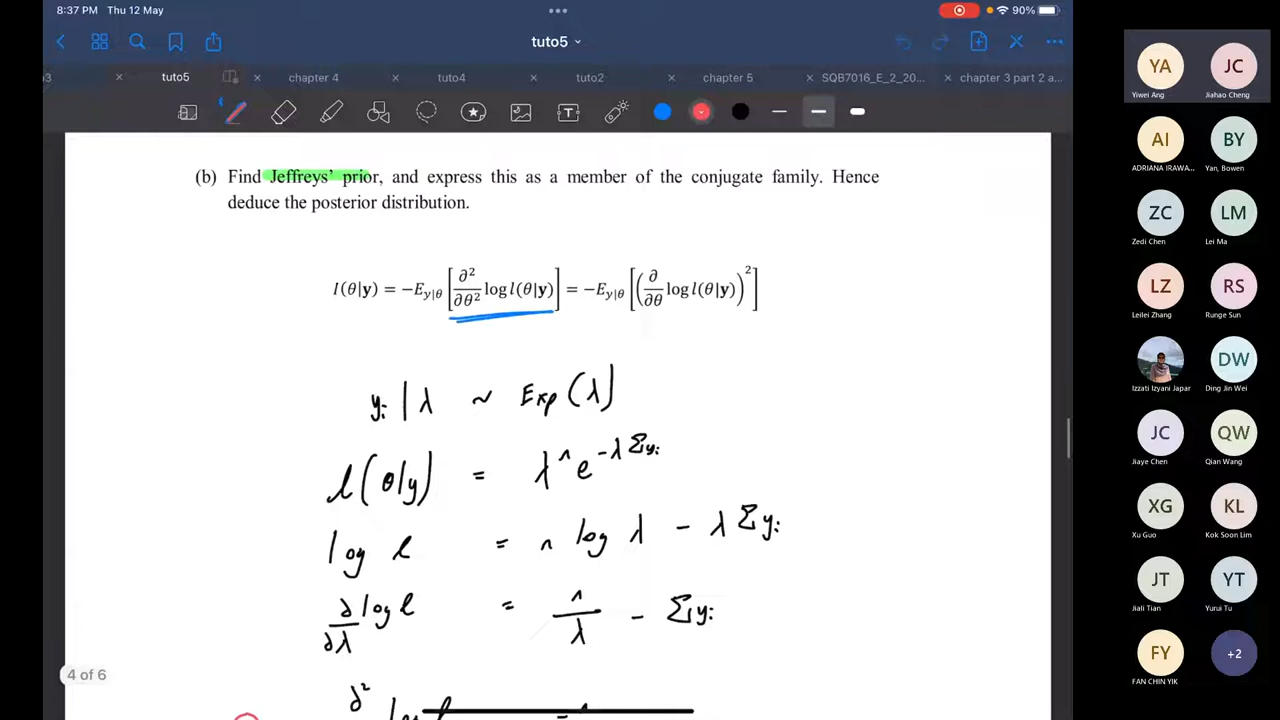 8:37 PM Thu 12 May
90%
tuto5
3
tuto5
chapter 4
tuto4
tuto2
chapter 5
SQB7016_E_2_20...
chapter 3 part 2 a...
(b) Find Jeffreys' prior, and express this as a member of the conjugate family. Hence
deduce the posterior distribution.
I(θ|y) = −E_{y|θ} [∂²/∂θ² log l(θ|y)] = −E_{y|θ} [(∂/∂θ log l(θ|y))²]
yᵢ | λ ~ Exp(λ)
l(θ|y) = λⁿ e^{−λΣyᵢ}
log l = n log λ − λ Σyᵢ
∂/∂λ log l = n/λ − Σyᵢ
∂²
4 of 6
YA
Yiwei Ang
JC
Jiahao Cheng
AI
ADRIANA IRAWA...
BY
Yan, Bowen
ZC
Zedi Chen
LM
Lei Ma
LZ
Leilei Zhang
RS
Runge Sun
Izzati Izyani Japar
DW
Ding Jin Wei
JC
Jiaye Chen
QW
Qian Wang
XG
Xu Guo
KL
Kok Soon Lim
JT
Jiali Tian
YT
Yurui Tu
FY
FAN CHIN YIK
+2